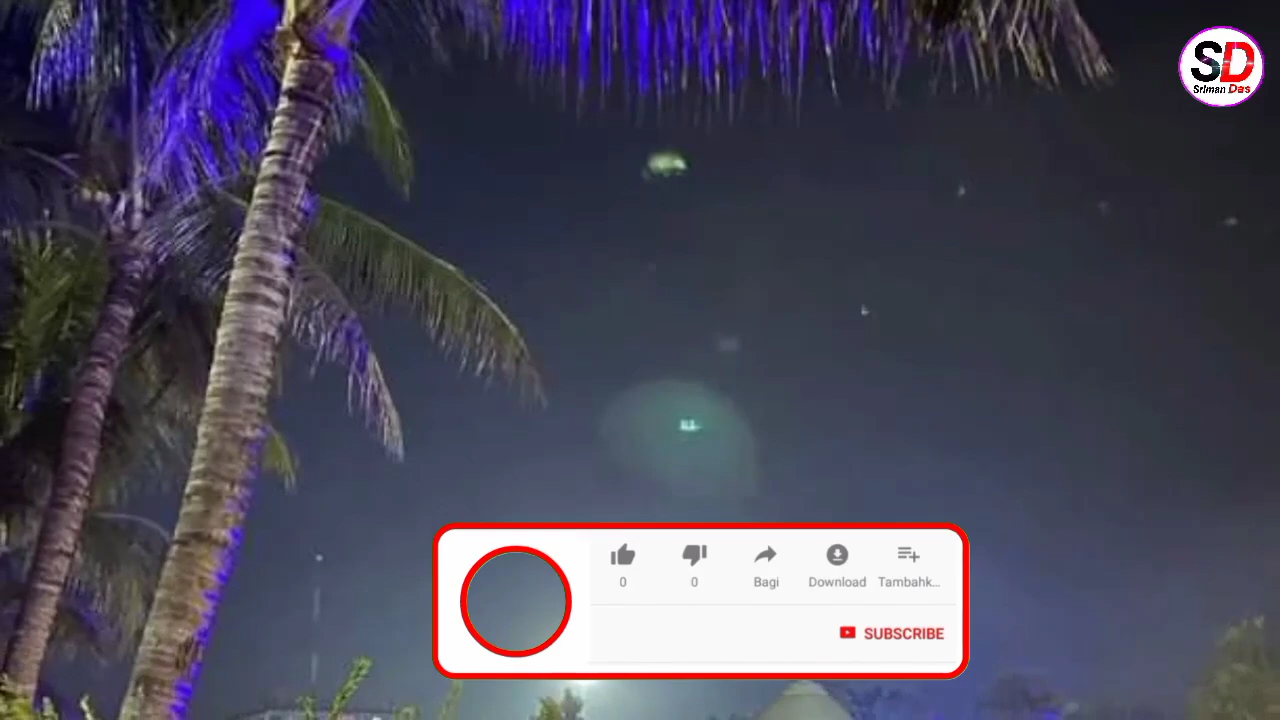 SD
Sriman Das
0
0
Bagi
Download
Tambahk...
SUBSCRIBE